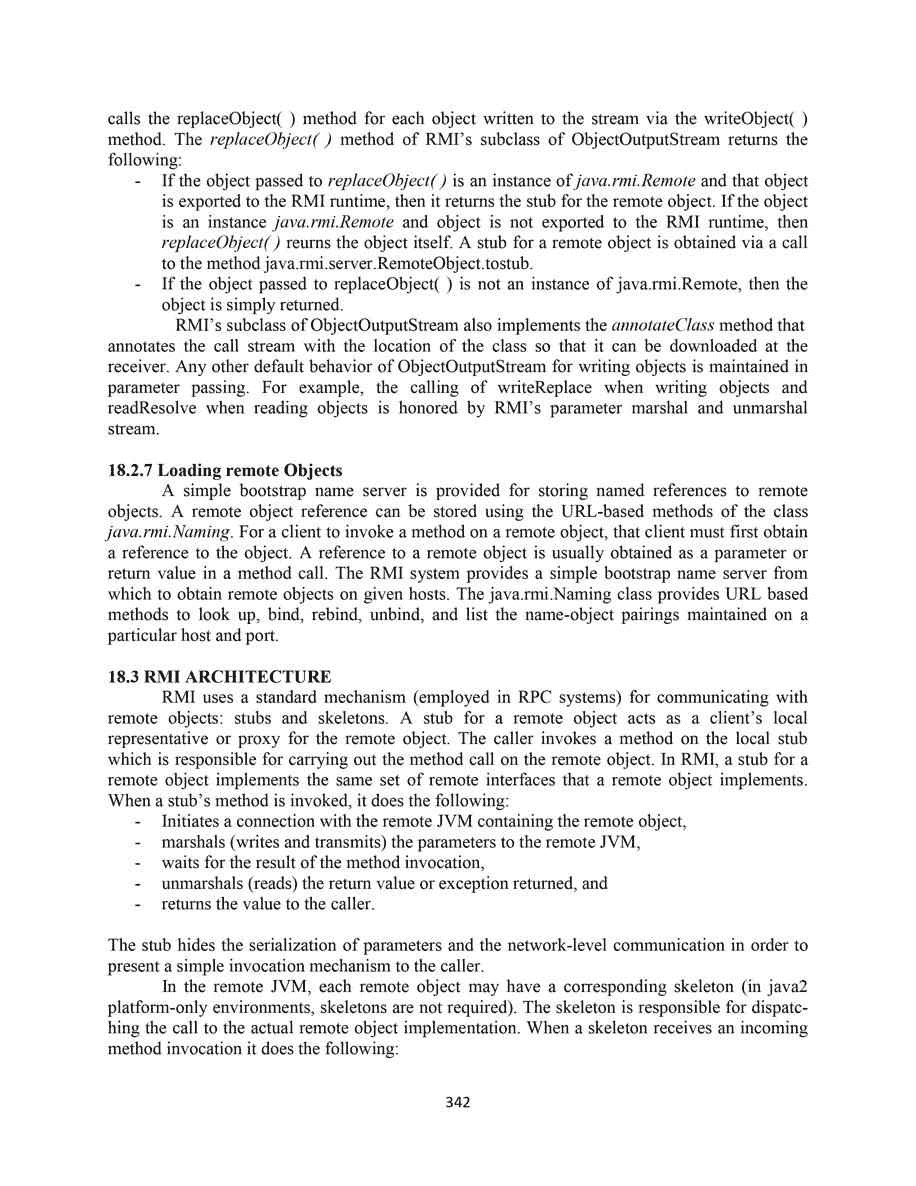 calls the replaceObject( ) method for each object written to the stream via the writeObject( )
method. The replaceObject( ) method of RMI’s subclass of ObjectOutputStream returns the
following:
- If the object passed to replaceObject( ) is an instance of java.rmi.Remote and that object
is exported to the RMI runtime, then it returns the stub for the remote object. If the object
is an instance java.rmi.Remote and object is not exported to the RMI runtime, then
replaceObject( ) reurns the object itself. A stub for a remote object is obtained via a call
to the method java.rmi.server.RemoteObject.tostub.
- If the object passed to replaceObject( ) is not an instance of java.rmi.Remote, then the
object is simply returned.
RMI’s subclass of ObjectOutputStream also implements the annotateClass method that
annotates the call stream with the location of the class so that it can be downloaded at the
receiver. Any other default behavior of ObjectOutputStream for writing objects is maintained in
parameter passing. For example, the calling of writeReplace when writing objects and
readResolve when reading objects is honored by RMI’s parameter marshal and unmarshal
stream.
18.2.7 Loading remote Objects
A simple bootstrap name server is provided for storing named references to remote
objects. A remote object reference can be stored using the URL-based methods of the class
java.rmi.Naming. For a client to invoke a method on a remote object, that client must first obtain
a reference to the object. A reference to a remote object is usually obtained as a parameter or
return value in a method call. The RMI system provides a simple bootstrap name server from
which to obtain remote objects on given hosts. The java.rmi.Naming class provides URL based
methods to look up, bind, rebind, unbind, and list the name-object pairings maintained on a
particular host and port.
18.3 RMI ARCHITECTURE
RMI uses a standard mechanism (employed in RPC systems) for communicating with
remote objects: stubs and skeletons. A stub for a remote object acts as a client’s local
representative or proxy for the remote object. The caller invokes a method on the local stub
which is responsible for carrying out the method call on the remote object. In RMI, a stub for a
remote object implements the same set of remote interfaces that a remote object implements.
When a stub’s method is invoked, it does the following:
- Initiates a connection with the remote JVM containing the remote object,
- marshals (writes and transmits) the parameters to the remote JVM,
- waits for the result of the method invocation,
- unmarshals (reads) the return value or exception returned, and
- returns the value to the caller.
The stub hides the serialization of parameters and the network-level communication in order to
present a simple invocation mechanism to the caller.
In the remote JVM, each remote object may have a corresponding skeleton (in java2
platform-only environments, skeletons are not required). The skeleton is responsible for dispatc-
hing the call to the actual remote object implementation. When a skeleton receives an incoming
method invocation it does the following:
342